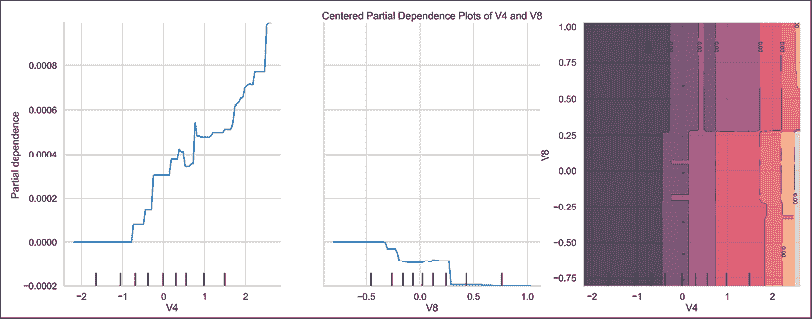 Centered Partial Dependence Plots of V4 and V8
Partial dependence
0.0008
0.0006
0.0004
0.0002
0.0000
−0.0002
−2 −1 0 1 2
V4
−0.5 0.0 0.5 1.0
V8
V8
1.00
0.75
0.50
0.25
0.00
−0.25
−0.50
−0.75
−2 −1 0 1 2
V4